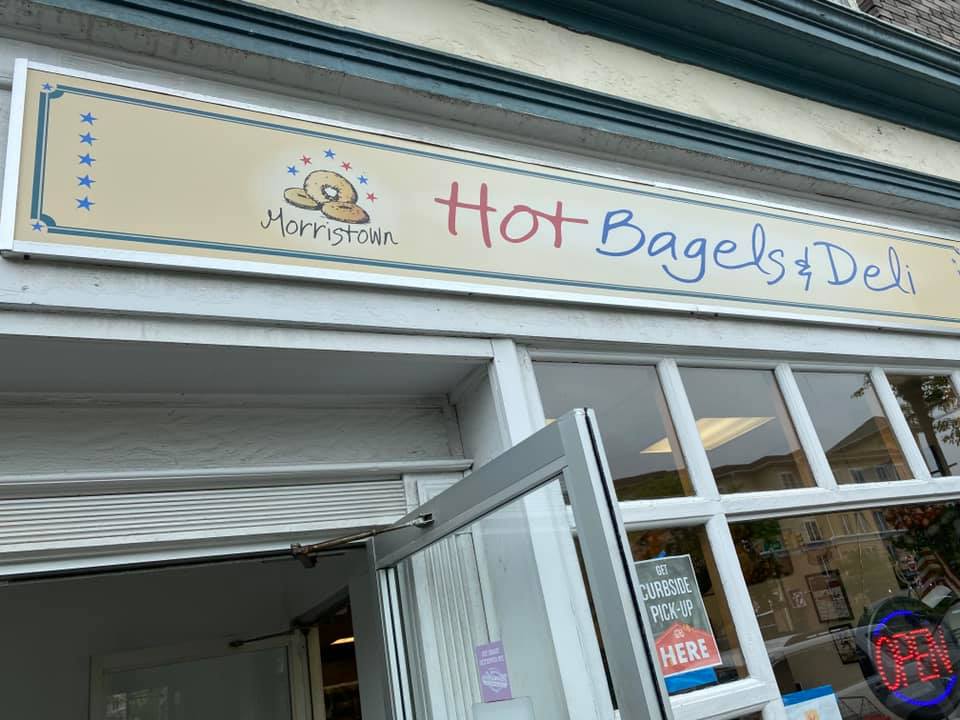 Morristown
Hot Bagels & Deli
GET
CURBSIDE
PICK-UP
HERE
OPEN